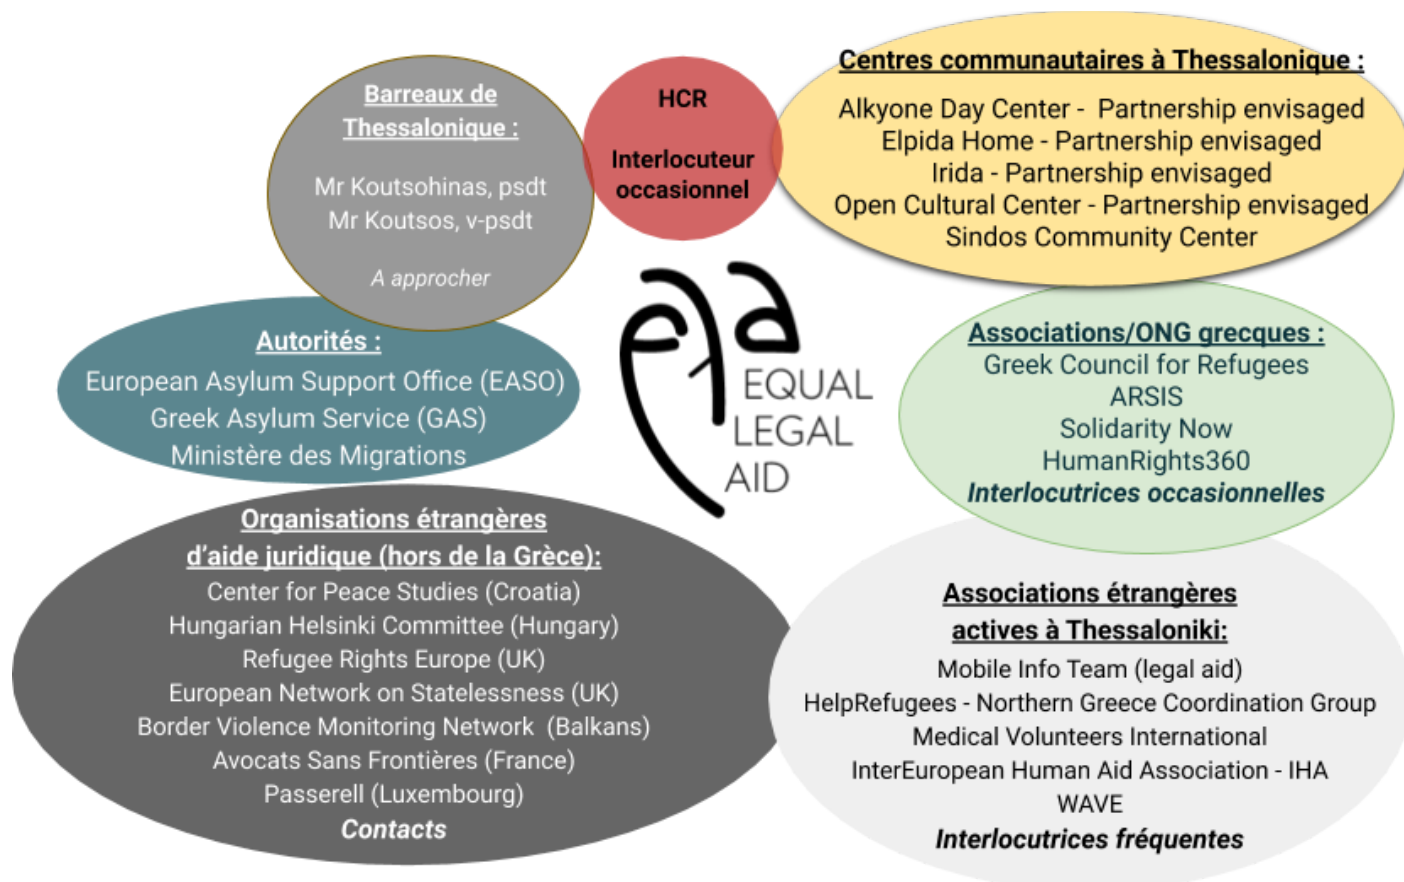 Barreaux de
Thessalonique :
Mr Koutsohinas, psdt
Mr Koutsos, v-psdt
A approcher
HCR
Interlocuteur
occasionnel
Centres communautaires à Thessalonique :
Alkyone Day Center - Partnership envisaged
Elpida Home - Partnership envisaged
Irida - Partnership envisaged
Open Cultural Center - Partnership envisaged
Sindos Community Center
Autorités :
European Asylum Support Office (EASO)
Greek Asylum Service (GAS)
Ministère des Migrations
ela
EQUAL
LEGAL
AID
Associations/ONG grecques :
Greek Council for Refugees
ARSIS
Solidarity Now
HumanRights360
Interlocutrices occasionnelles
Organisations étrangères
d'aide juridique (hors de la Grèce):
Center for Peace Studies (Croatia)
Hungarian Helsinki Committee (Hungary)
Refugee Rights Europe (UK)
European Network on Statelessness (UK)
Border Violence Monitoring Network (Balkans)
Avocats Sans Frontières (France)
Passerell (Luxembourg)
Contacts
Associations étrangères
actives à Thessaloniki:
Mobile Info Team (legal aid)
HelpRefugees - Northern Greece Coordination Group
Medical Volunteers International
InterEuropean Human Aid Association - IHA
WAVE
Interlocutrices fréquentes